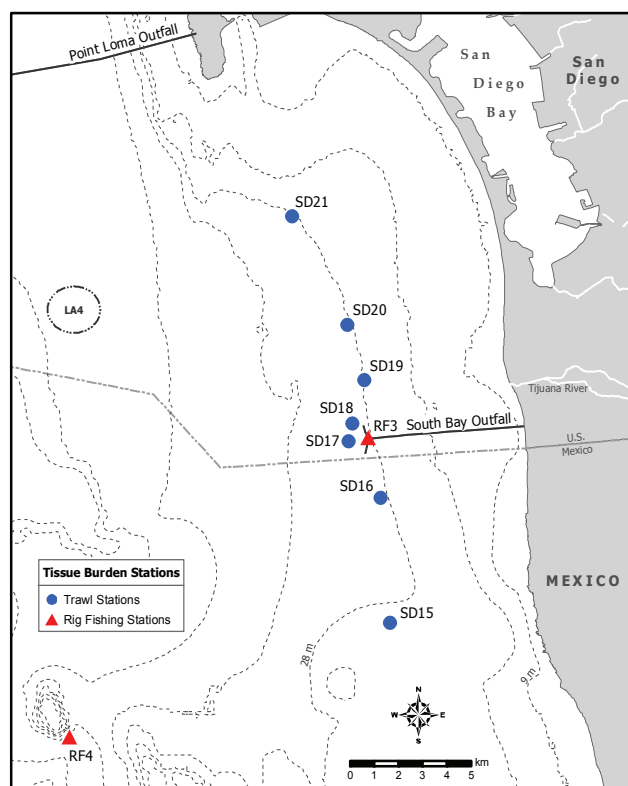 Point Loma Outfall
San
Diego
Bay
San
Diego
SD21
LA4
SD20
SD19
Tijuana River
SD18
RF3
South Bay Outfall
SD17
U.S.
Mexico
SD16
Tissue Burden Stations
Trawl Stations
Rig Fishing Stations
MEXICO
SD15
28 m
9 m
N
W
E
S
RF4
km
0 1 2 3 4 5